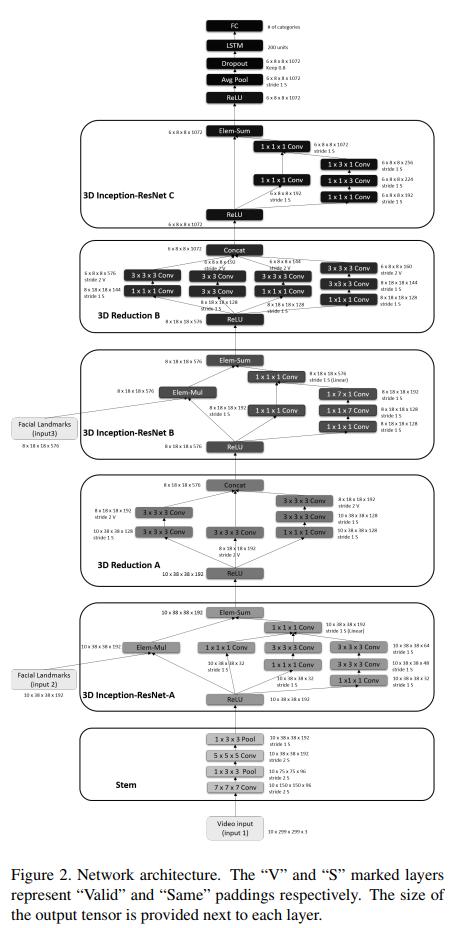 FC
# of categories
LSTM
200 units
Dropout
6 x 8 x 8 x 1072
Keep 0.8
Avg Pool
6 x 8 x 8 x 1072
stride 1 S
ReLU
6 x 8 x 8 x 1072
6 x 8 x 8 x 1072
Elem-Sum
6 x 8 x 8 x 1072
stride 1 S
1 x 1 x 1 Conv
1 x 3 x 1 Conv
6 x 8 x 8 x 256
stride 1 S
3D Inception-ResNet C
1 x 1 x 1 Conv
1 x 1 x 3 Conv
6 x 8 x 8 x 224
stride 1 S
6 x 8 x 8 x 192
stride 1 S
1 x 1 x 1 Conv
6 x 8 x 8 x 192
stride 1 S
ReLU
6 x 8 x 8 x 1072
6 x 8 x 8 x 1072
Concat
6 x 8 x 8 x 576
stride 2 V
3 x 3 x 3 Conv
6 x 8 x 8 x 192
stride 2 V
3 x 3 x 3 Conv
6 x 8 x 8 x 144
stride 2 V
3 x 3 x 3 Conv
3 x 3 x 3 Conv
6 x 8 x 8 x 160
stride 2 V
8 x 18 x 18 x 144
stride 1 S
1 x 1 x 1 Conv
3 x 3 x 3 Conv
1 x 1 x 1 Conv
3 x 3 x 3 Conv
8 x 18 x 18 x 144
stride 1 S
8 x 18 x 18 x 128
stride 1 S
8 x 18 x 18 x 128
stride 1 S
1 x 1 x 1 Conv
8 x 18 x 18 x 128
stride 1 S
3D Reduction B
8 x 18 x 18 x 576
ReLU
8 x 18 x 18 x 576
Elem-Sum
8 x 18 x 18 x 576
stride 1 S (Linear)
1 x 1 x 1 Conv
8 x 18 x 18 x 576
Elem-Mul
1 x 7 x 1 Conv
8 x 18 x 18 x 192
stride 1 S
8 x 18 x 18 x 192
stride 1 S
1 x 1 x 1 Conv
1 x 1 x 7 Conv
8 x 18 x 18 x 128
stride 1 S
1 x 1 x 1 Conv
8 x 18 x 18 x 128
stride 1 S
Facial Landmarks
(input3)
8 x 18 x 18 x 576
3D Inception-ResNet B
8 x 18 x 18 x 576
ReLU
8 x 18 x 18 x 576
Concat
8 x 18 x 18 x 192
stride 2 V
3 x 3 x 3 Conv
3 x 3 x 3 Conv
8 x 18 x 18 x 192
stride 2 V
3 x 3 x 3 Conv
10 x 38 x 38 x 128
stride 1 S
10 x 38 x 38 x 128
stride 1 S
3 x 3 x 3 Conv
3 x 3 x 3 Conv
1 x 1 x 1 Conv
10 x 38 x 38 x 128
stride 1 S
8 x 18 x 18 x 192
stride 2 V
3D Reduction A
10 x 38 x 38 x 192
ReLU
10 x 38 x 38 x 192
Elem-Sum
1 x 1 x 1 Conv
10 x 38 x 38 x 192
stride 1 S (Linear)
10 x 38 x 38 x 192
Elem-Mul
1 x 1 x 1 Conv
3 x 3 x 3 Conv
3 x 3 x 3 Conv
10 x 38 x 38 x 64
stride 1 S
10 x 38 x 38 x 32
stride 1 S
1 x 1 x 1 Conv
3 x 3 x 3 Conv
10 x 38 x 38 x 48
stride 1 S
10 x 38 x 38 x 32
stride 1 S
1 x 1 x 1 Conv
10 x 38 x 38 x 32
stride 1 S
Facial Landmarks
(input 2)
10 x 38 x 38 x 192
3D Inception-ResNet-A
ReLU
10 x 38 x 38 x 192
1 x 3 x 3 Pool
10 x 38 x 38 x 192
stride 1 S
5 x 5 x 5 Conv
10 x 38 x 38 x 192
stride 2 S
1 x 3 x 3 Pool
10 x 75 x 75 x 96
stride 2 S
7 x 7 x 7 Conv
10 x 150 x 150 x 96
stride 2 S
Stem
Video input
(input 1)
10 x 299 x 299 x 3
Figure 2. Network architecture. The “V” and “S” marked layers
represent “Valid” and “Same” paddings respectively. The size of
the output tensor is provided next to each layer.